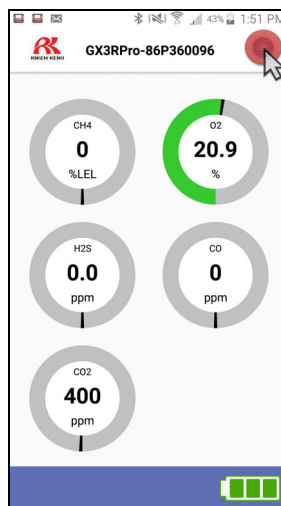 43% 1:51 PM
RIKEN KEIKI
GX3RPro-86P360096
CH4
0
%LEL
O2
20.9
%
H2S
0.0
ppm
CO
0
ppm
CO2
400
ppm